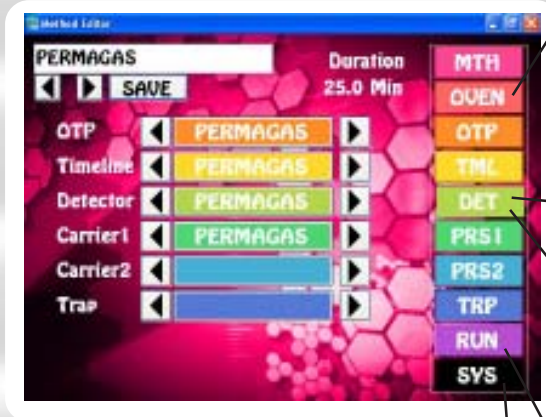 Method Editor
PERMAGAS
SAVE
Duration
25.0 Min
OTP PERMAGAS
Timeline PERMAGAS
Detector PERMAGAS
Carrier1 PERMAGAS
Carrier2
Trap
MTH
OVEN
OTP
TML
DET
PRS1
PRS2
TRP
RUN
SYS